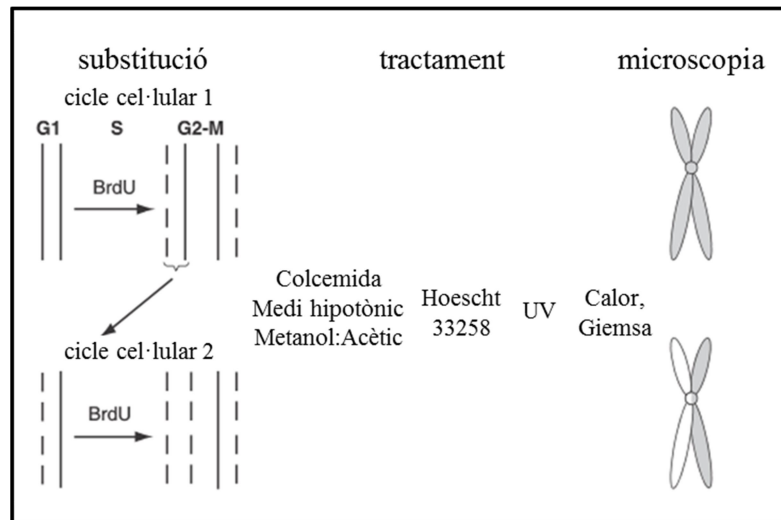 substitució
tractament
microscopia
cicle cel·lular 1
G1 S G2-M
BrdU
Colcemida
Medi hipotònic
Metanol:Acètic
Hoescht
33258
UV
Calor,
Giemsa
cicle cel·lular 2
BrdU